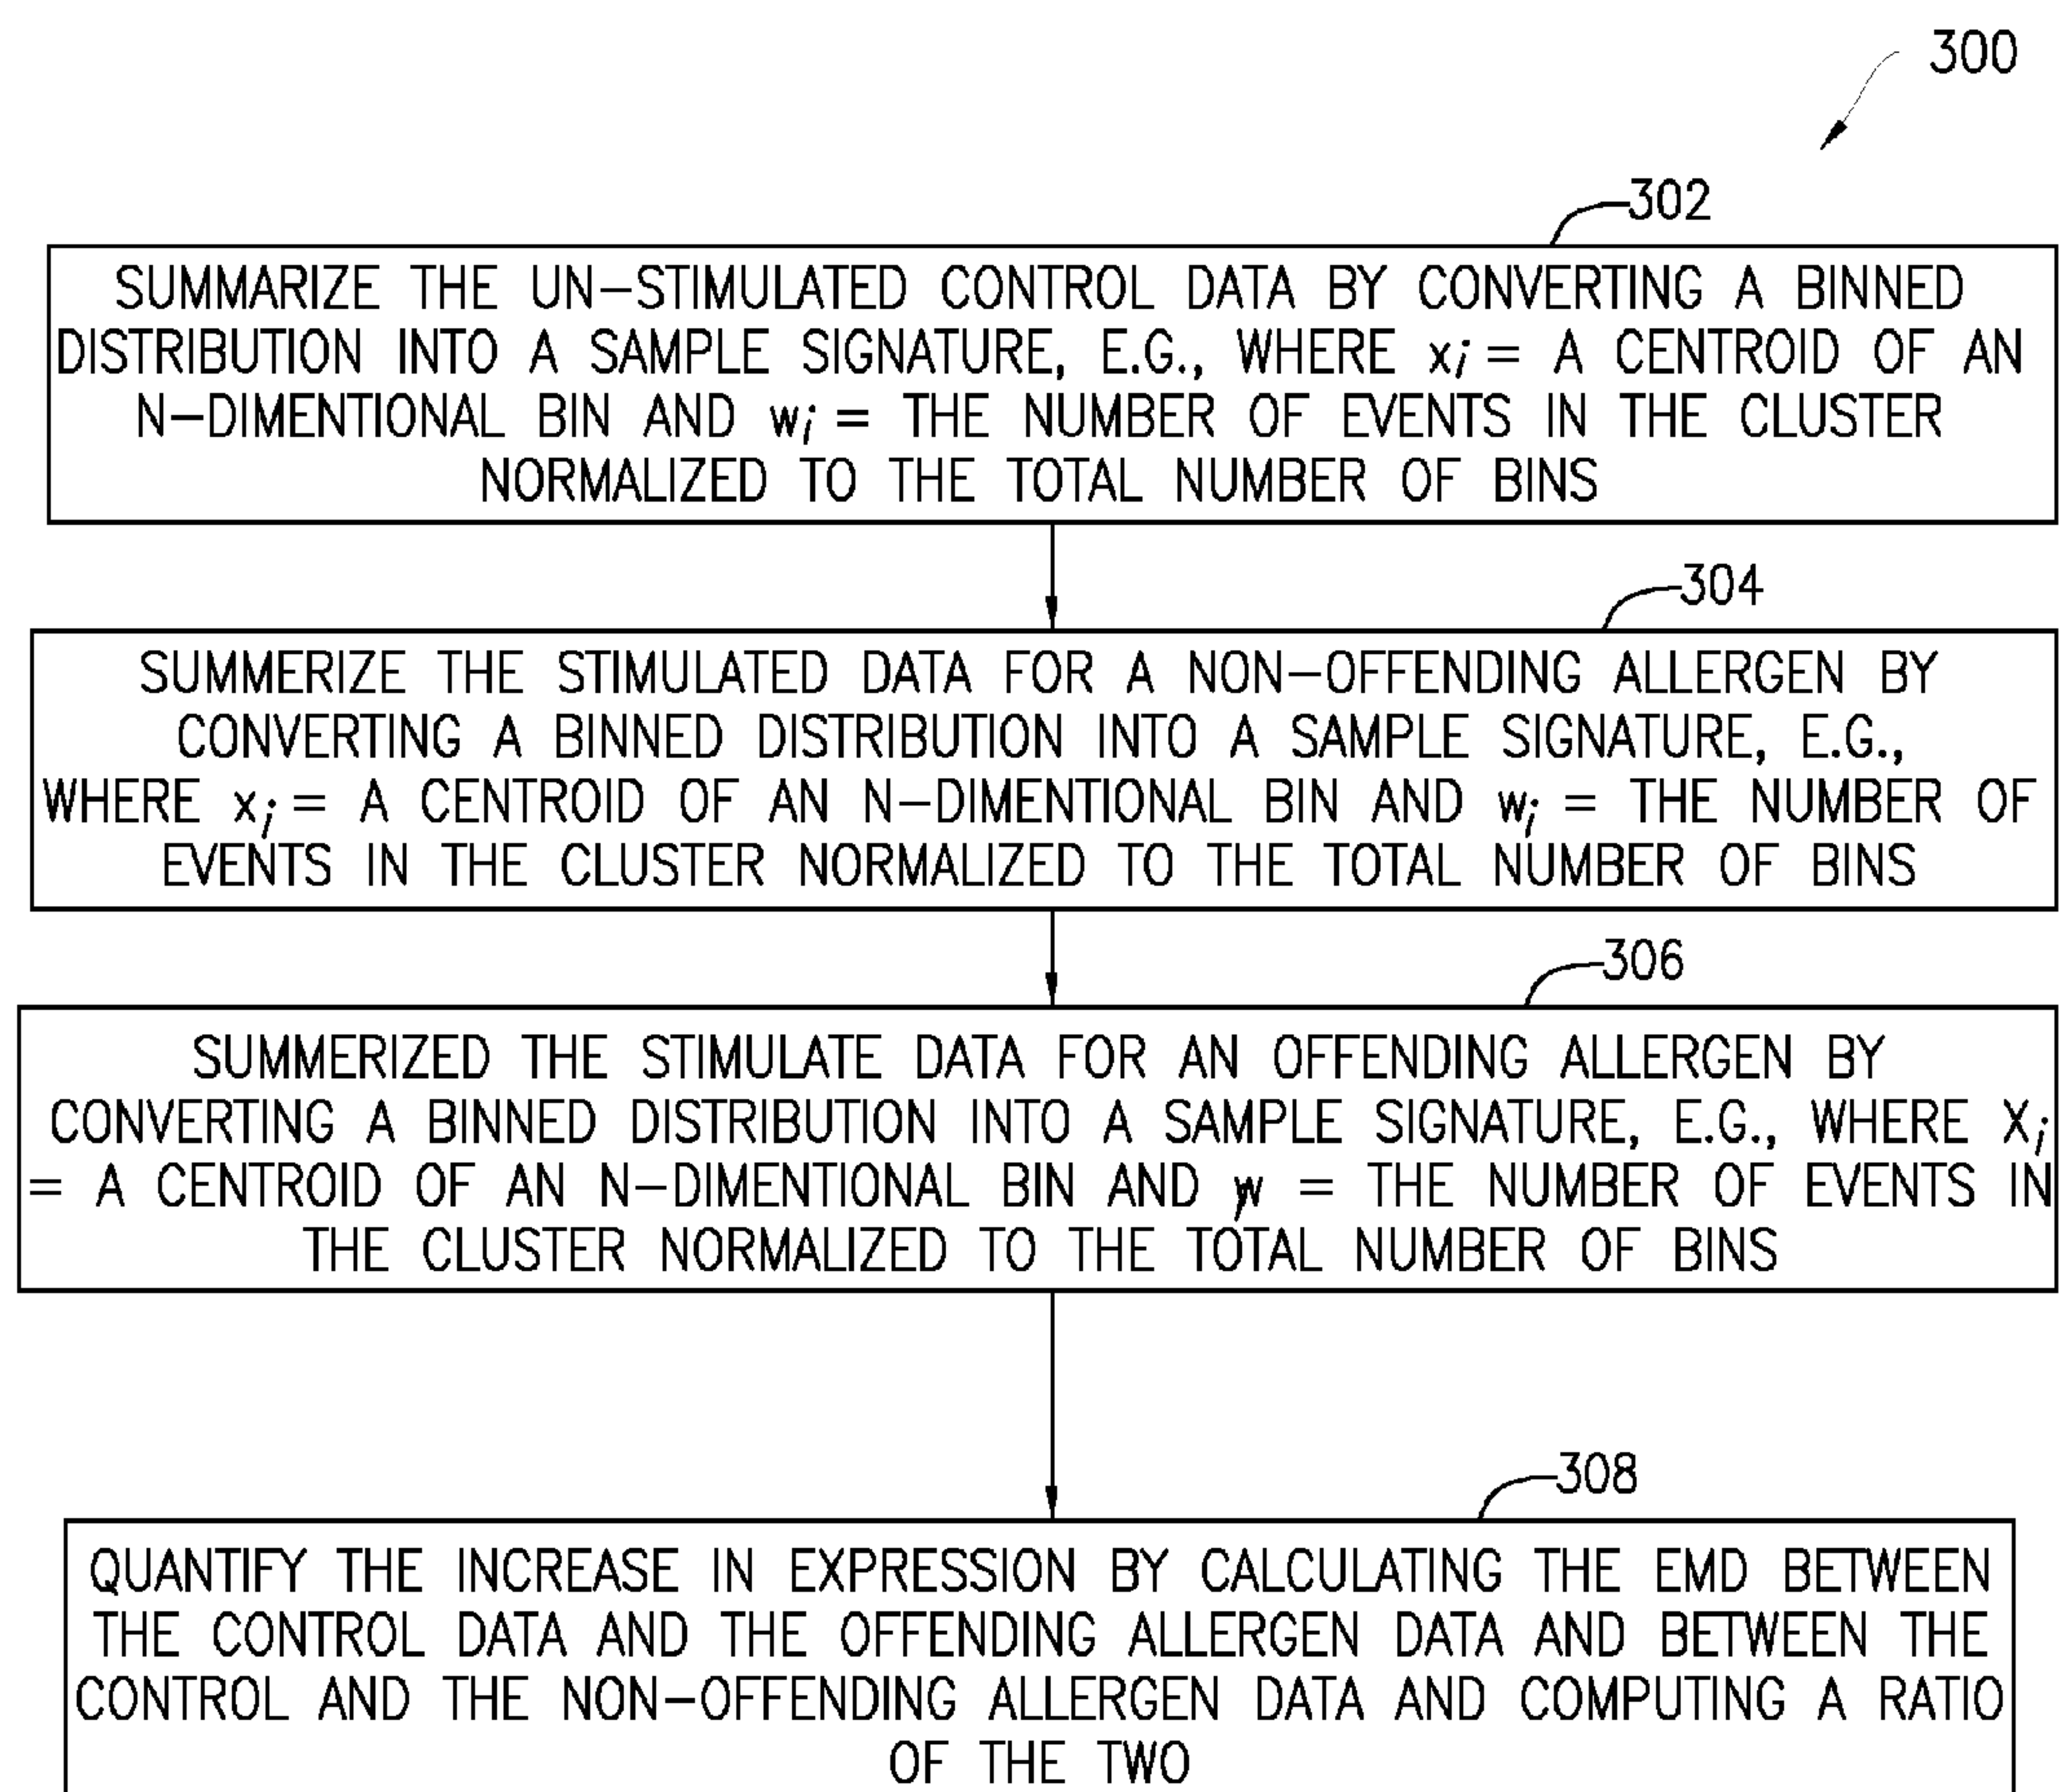 300
302
SUMMARIZE THE UN-STIMULATED CONTROL DATA BY CONVERTING A BINNED
DISTRIBUTION INTO A SAMPLE SIGNATURE, E.G., WHERE xi = A CENTROID OF AN
N-DIMENTIONAL BIN AND wi = THE NUMBER OF EVENTS IN THE CLUSTER
NORMALIZED TO THE TOTAL NUMBER OF BINS
304
SUMMERIZE THE STIMULATED DATA FOR A NON-OFFENDING ALLERGEN BY
CONVERTING A BINNED DISTRIBUTION INTO A SAMPLE SIGNATURE, E.G.,
WHERE xi = A CENTROID OF AN N-DIMENTIONAL BIN AND wi = THE NUMBER OF
EVENTS IN THE CLUSTER NORMALIZED TO THE TOTAL NUMBER OF BINS
306
SUMMERIZED THE STIMULATE DATA FOR AN OFFENDING ALLERGEN BY
CONVERTING A BINNED DISTRIBUTION INTO A SAMPLE SIGNATURE, E.G., WHERE Xi
= A CENTROID OF AN N-DIMENTIONAL BIN AND wi = THE NUMBER OF EVENTS IN
THE CLUSTER NORMALIZED TO THE TOTAL NUMBER OF BINS
308
QUANTIFY THE INCREASE IN EXPRESSION BY CALCULATING THE EMD BETWEEN
THE CONTROL DATA AND THE OFFENDING ALLERGEN DATA AND BETWEEN THE
CONTROL AND THE NON-OFFENDING ALLERGEN DATA AND COMPUTING A RATIO
OF THE TWO